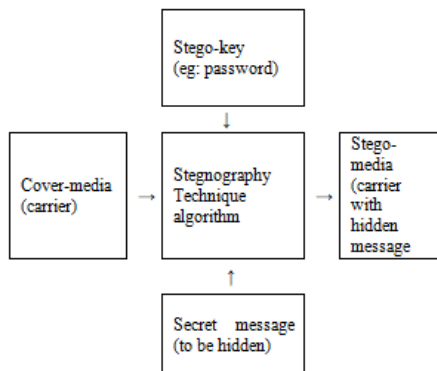 Stego-key
(eg: password)
↓
Cover-media
(carrier)
→
Stegnography
Technique
algorithm
→
Stego-
media
(carrier
with
hidden
message
↑
Secret message
(to be hidden)